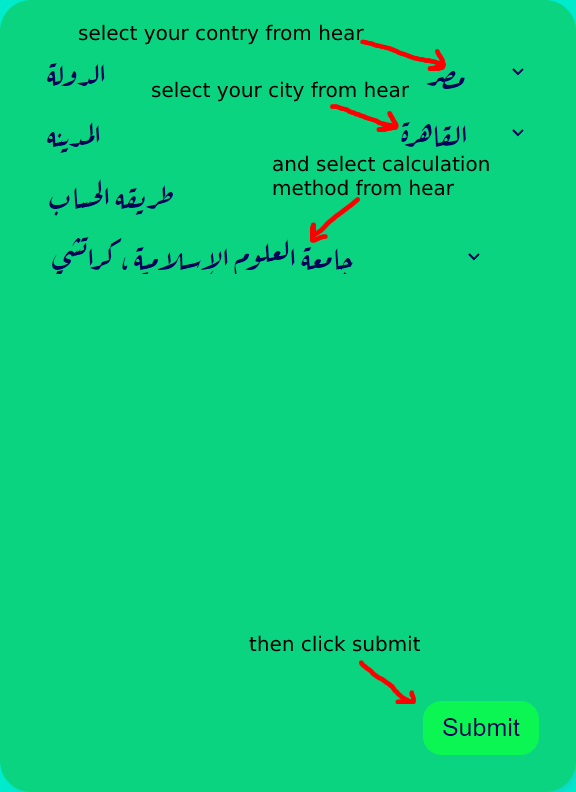 select your contry from hear
الدولة
مصر
select your city from hear
المدينه
القاهرة
and select calculation
method from hear
طريقه الحساب
جامعة العلوم الإسلامية ، كراتشي
then click submit
Submit